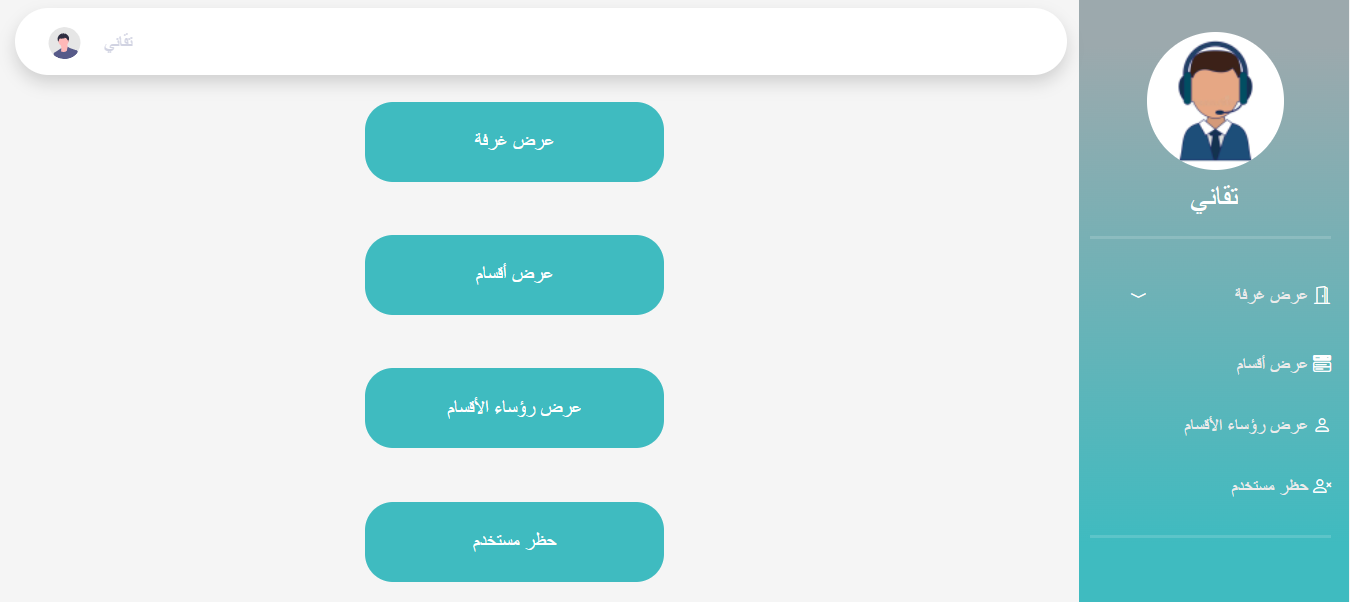 تقاني
عرض غرفة
عرض أقسام
عرض رؤساء الأقسام
حظر مستخدم
تقاني
عرض غرفة
عرض أقسام
عرض رؤساء الأقسام
حظر مستخدم